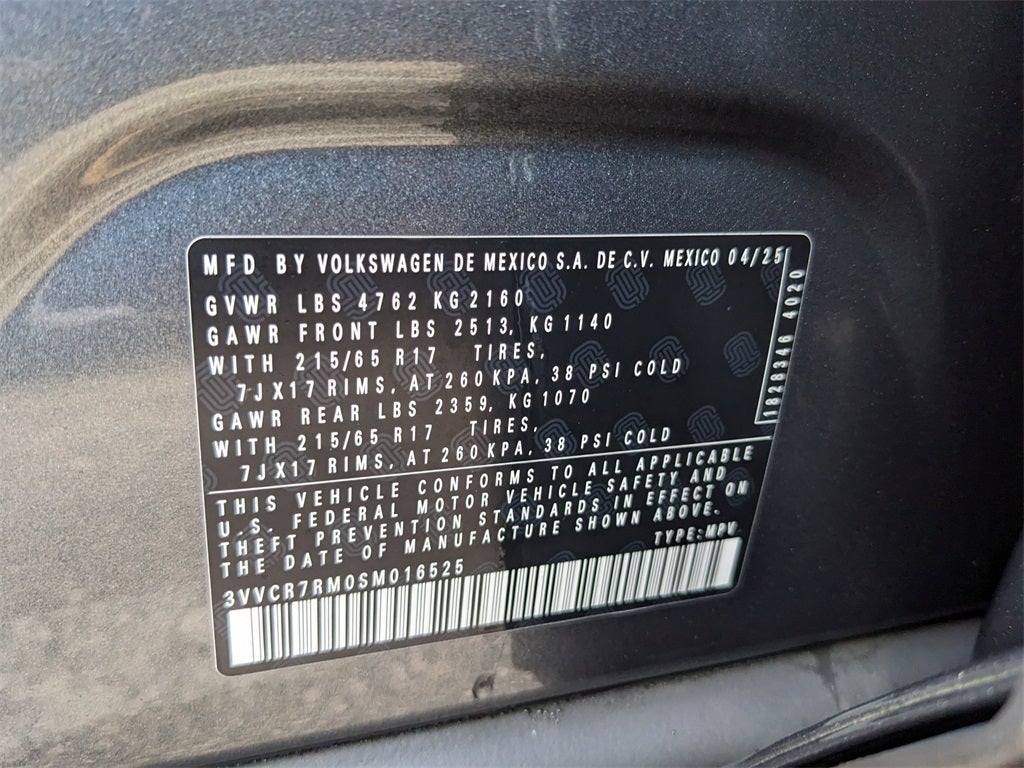 MFD BY VOLKSWAGEN DE MEXICO S.A. DE C.V. MEXICO 04/25
GVWR LBS 4762 KG 2160
GAWR FRONT LBS 2513, KG 1140
WITH 215/65 R17 TIRES,
7JX17 RIMS, AT 260 KPA, 38 PSI COLD
GAWR REAR LBS 2359, KG 1070
WITH 215/65 R17 TIRES,
7JX17 RIMS, AT 260 KPA, 38 PSI COLD
1828346 4020
THIS VEHICLE CONFORMS TO ALL APPLICABLE
U.S. FEDERAL MOTOR VEHICLE SAFETY AND
THEFT PREVENTION STANDARDS IN EFFECT ON
THE DATE OF MANUFACTURE SHOWN ABOVE.
TYPE: MPV
3VVCR7RM0SM016525